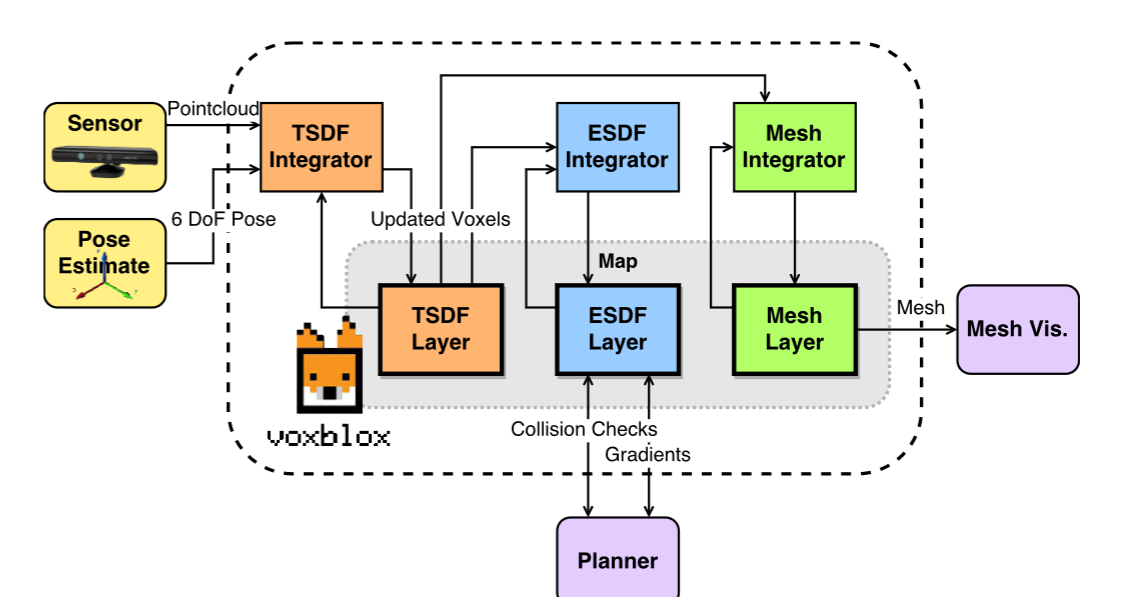 Sensor
Pointcloud
TSDF
Integrator
ESDF
Integrator
Mesh
Integrator
6 DoF Pose
Updated Voxels
Pose
Estimate
Map
TSDF
Layer
ESDF
Layer
Mesh
Layer
Mesh
Mesh Vis.
voxblox
Collision Checks
Gradients
Planner